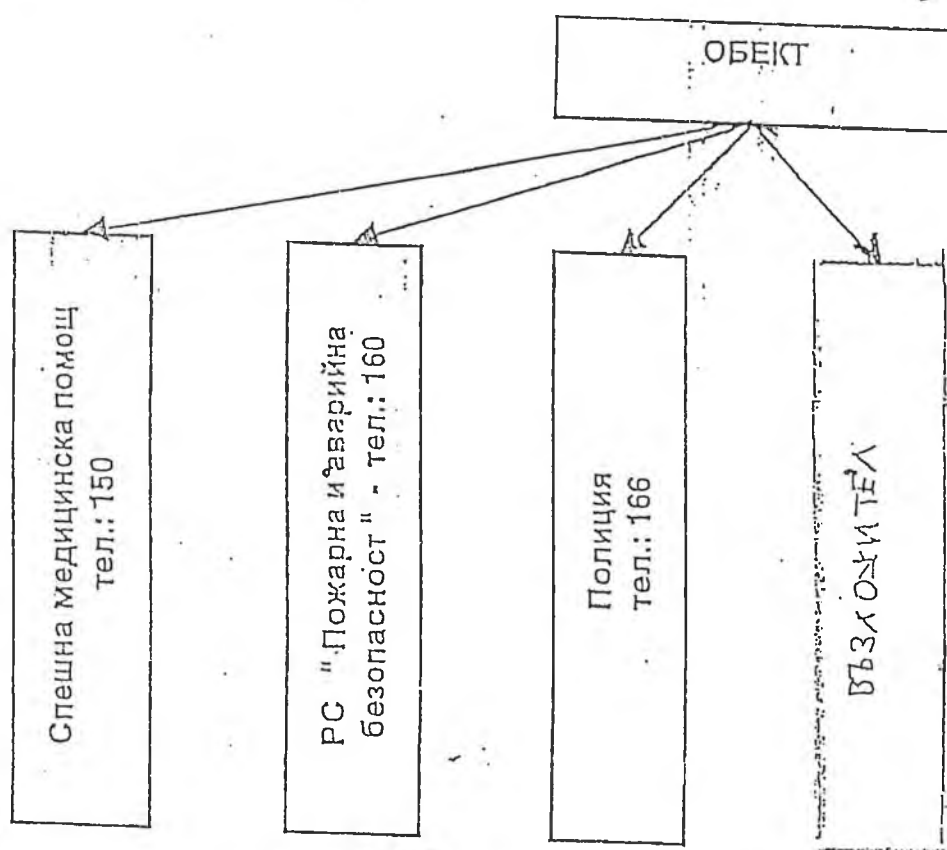 ОБЕКТ
Спешна медицинска помощ
тел.: 150
РС "Пожарна и аварийна
безопасност" - тел.: 160
Полиция
тел.: 166
ВЪЗЛОЖИТЕЛ